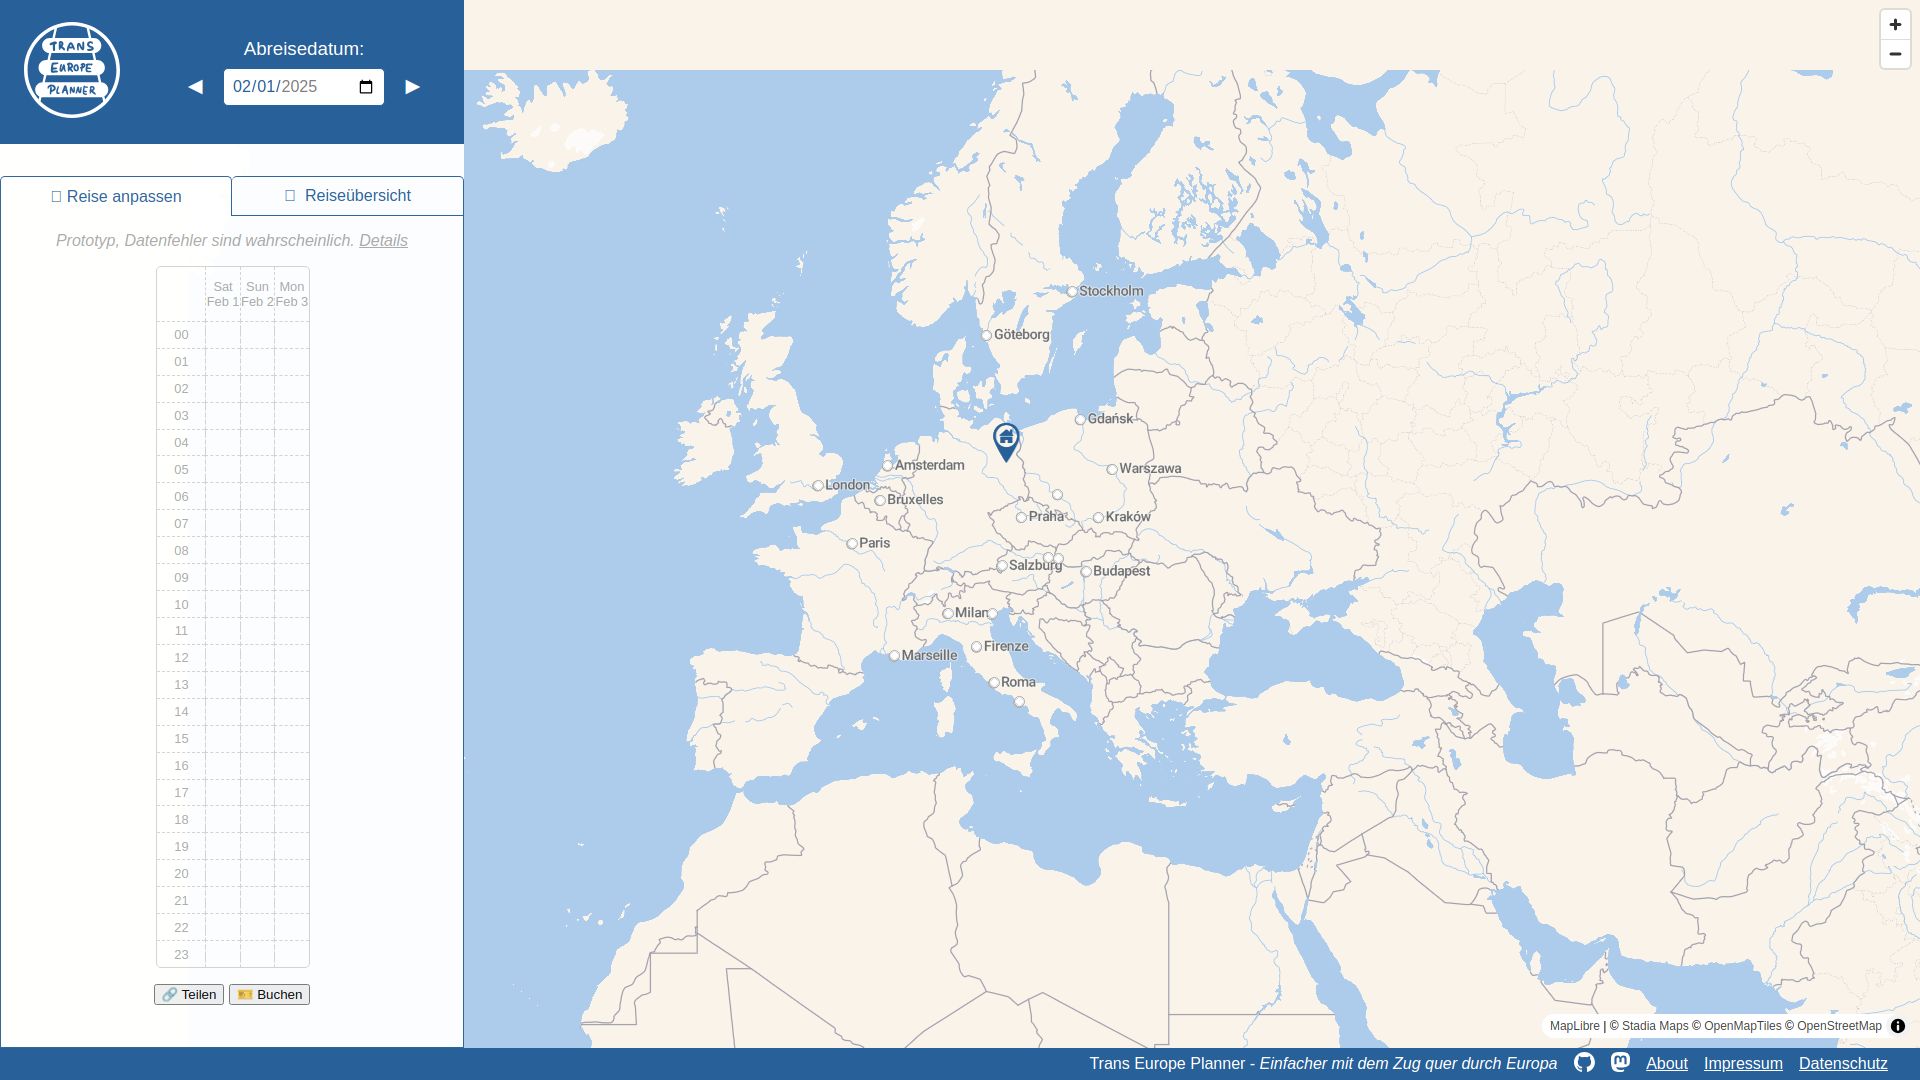 TRANS
EUROPE
PLANNER
Abreisedatum:
◀ 02/01/2025 ▶
Reise anpassen
Reiseübersicht
Prototyp, Datenfehler sind wahrscheinlich. Details
Sat Sun Mon
Feb 1 Feb 2 Feb 3
00
01
02
03
04
05
06
07
08
09
10
11
12
13
14
15
16
17
18
19
20
21
22
23
🔗 Teilen
🎫 Buchen
+
−
Stockholm
Göteborg
Gdańsk
Amsterdam
Warszawa
London
Bruxelles
Praha
Kraków
Paris
Salzburg
Budapest
Milan
Firenze
Marseille
Roma
MapLibre | © Stadia Maps © OpenMapTiles © OpenStreetMap
Trans Europe Planner - Einfacher mit dem Zug quer durch Europa
About Impressum Datenschutz